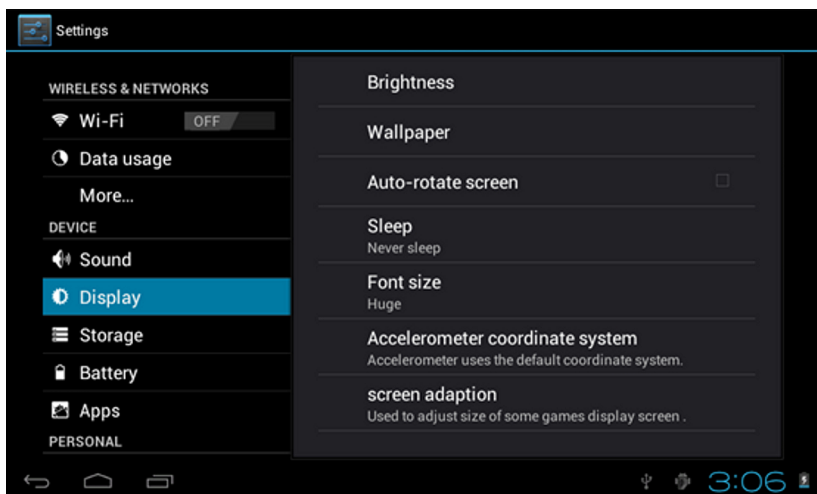 Settings
WIRELESS & NETWORKS
Wi-Fi OFF
Data usage
More...
DEVICE
Sound
Display
Storage
Battery
Apps
PERSONAL
Brightness
Wallpaper
Auto-rotate screen
Sleep
Never sleep
Font size
Huge
Accelerometer coordinate system
Accelerometer uses the default coordinate system.
screen adaption
Used to adjust size of some games display screen .
3:06